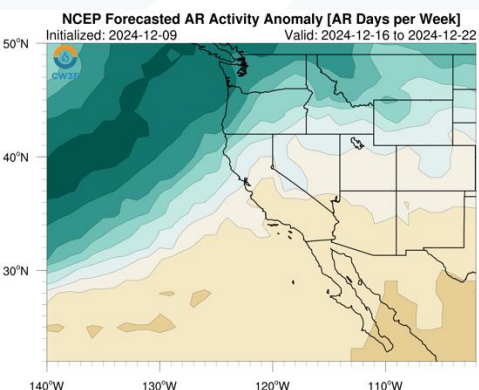 NCEP Forecasted AR Activity Anomaly [AR Days per Week]
Initialized: 2024-12-09 Valid: 2024-12-16 to 2024-12-22
50°N
CW3E
40°N
30°N
140°W 130°W 120°W 110°W